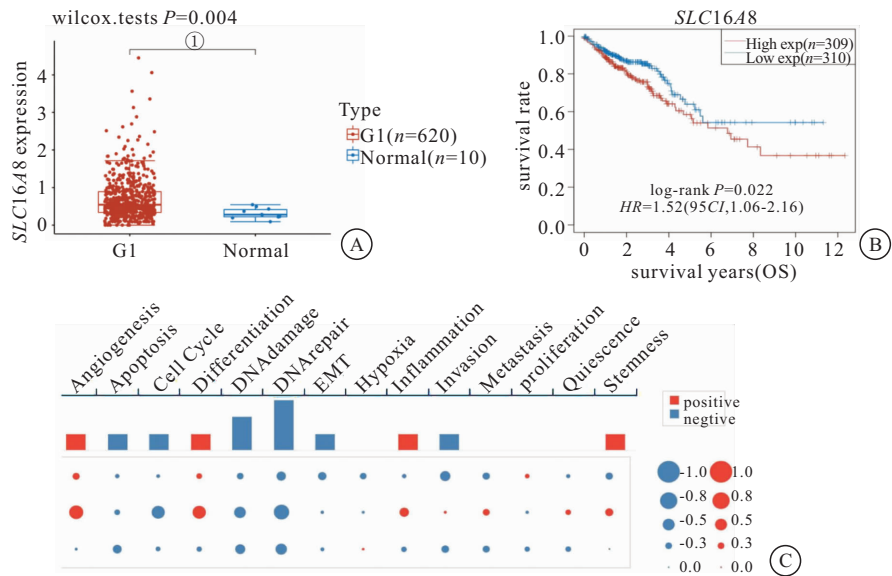 wilcox.tests P=0.004
①
SLC16A8 expression
4
3
2
1
0
G1
Normal
Type
G1(n=620)
Normal(n=10)
A
SLC16A8
High exp(n=309)
Low exp(n=310)
survival rate
1.0
0.8
0.6
0.4
0.2
0.0
log-rank P=0.022
HR=1.52(95CI,1.06-2.16)
0 2 4 6 8 10 12
survival years(OS)
B
Angiogenesis
Apoptosis
Cell Cycle
Differentiation
DNAdamage
DNArepair
EMT
Hypoxia
Inflammation
Invasion
Metastasis
proliferation
Quiescence
Stemness
positive
negtive
-1.0 1.0
-0.8 0.8
-0.5 0.5
-0.3 0.3
0.0 0.0
C